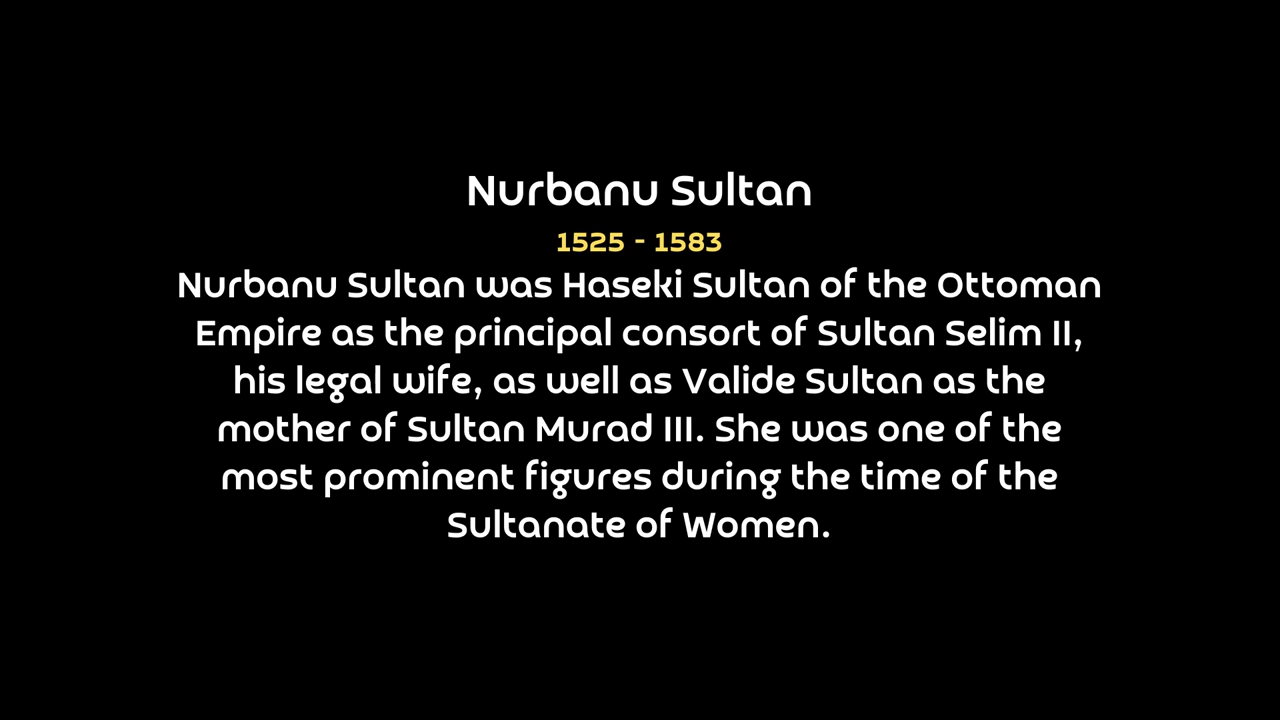 Nurbanu Sultan
1525 - 1583
Nurbanu Sultan was Haseki Sultan of the Ottoman
Empire as the principal consort of Sultan Selim II,
his legal wife, as well as Valide Sultan as the
mother of Sultan Murad III. She was one of the
most prominent figures during the time of the
Sultanate of Women.